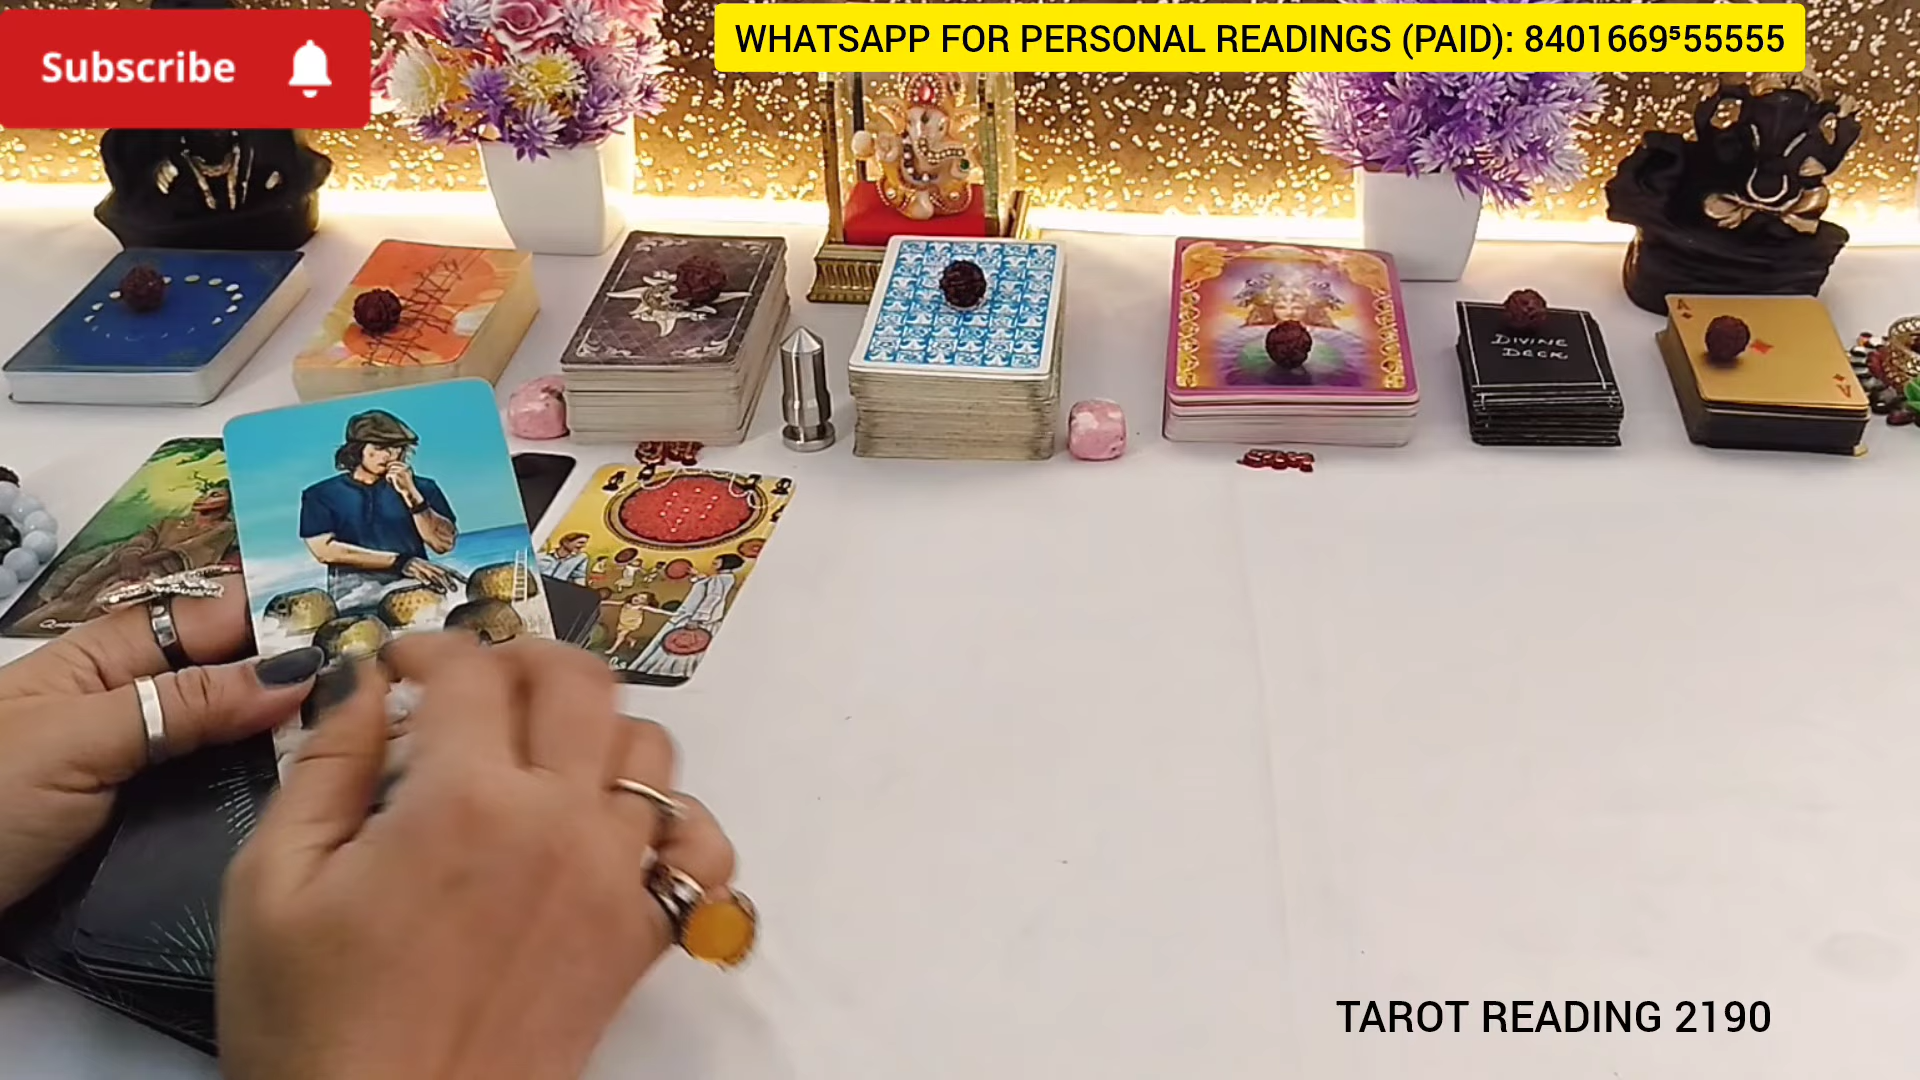 Subscribe
WHATSAPP FOR PERSONAL READINGS (PAID): 8401669⁵55555
DIVINE
DECK
A
A
TAROT READING 2190